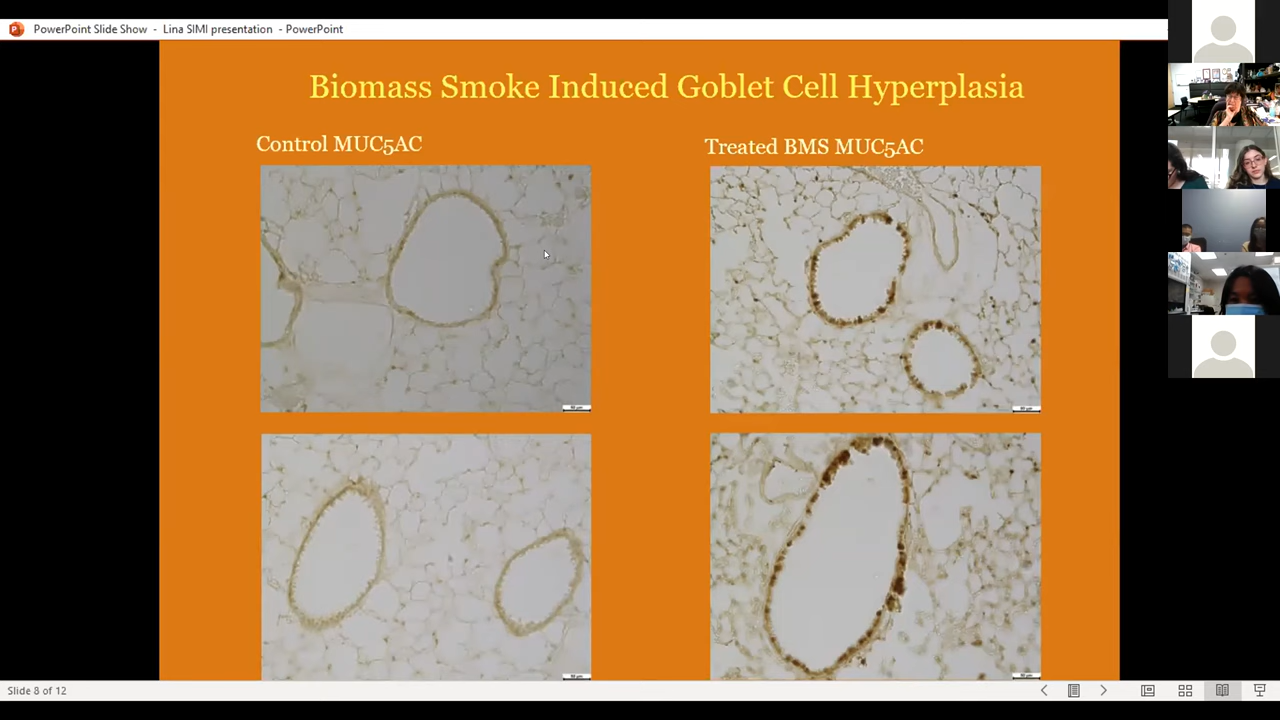 PowerPoint Slide Show - Lina SIMI presentation - PowerPoint
Biomass Smoke Induced Goblet Cell Hyperplasia
Control MUC5AC
Treated BMS MUC5AC
Slide 8 of 12